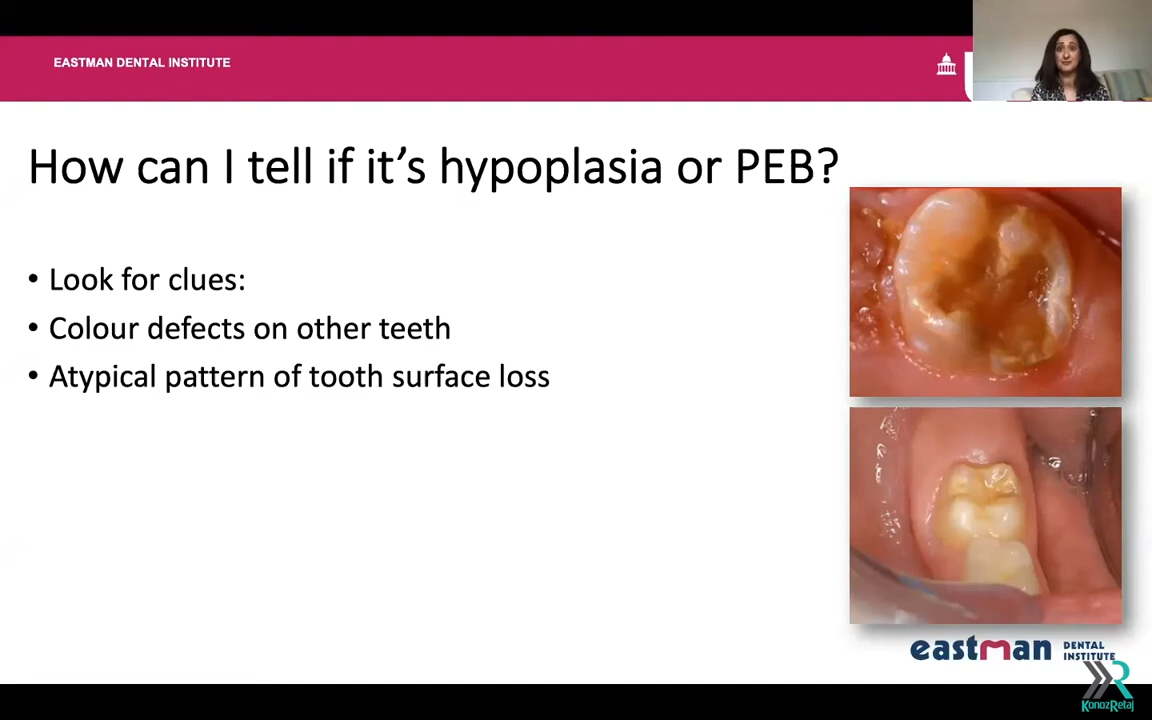 EASTMAN DENTAL INSTITUTE
How can I tell if it's hypoplasia or PEB?
• Look for clues:
• Colour defects on other teeth
• Atypical pattern of tooth surface loss
eastman DENTAL
INSTITUTE
KonozRetaj